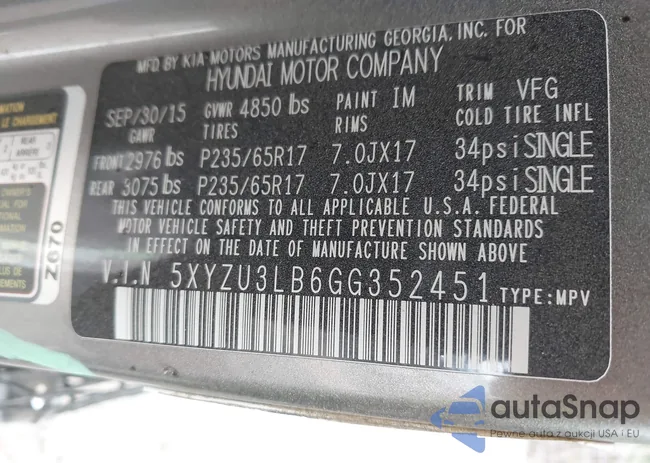 MFD. BY KIA MOTORS MANUFACTURING GEORGIA, INC. FOR
HYUNDAI MOTOR COMPANY
SEP/30/15 GVWR 4850 lbs PAINT IM TRIM VFG
GAWR TIRES RIMS COLD TIRE INFL
FRONT 2976 lbs P235/65R17 7.0JX17 34psi SINGLE
REAR 3075 lbs P235/65R17 7.0JX17 34psi SINGLE
THIS VEHICLE CONFORMS TO ALL APPLICABLE U.S.A. FEDERAL
MOTOR VEHICLE SAFETY AND THEFT PREVENTION STANDARDS
IN EFFECT ON THE DATE OF MANUFACTURE SHOWN ABOVE.
V.I.N 5XYZU3LB6GG352451 TYPE:MPV
Z670
autaSnap
Pewne auta z aukcji USA i EU